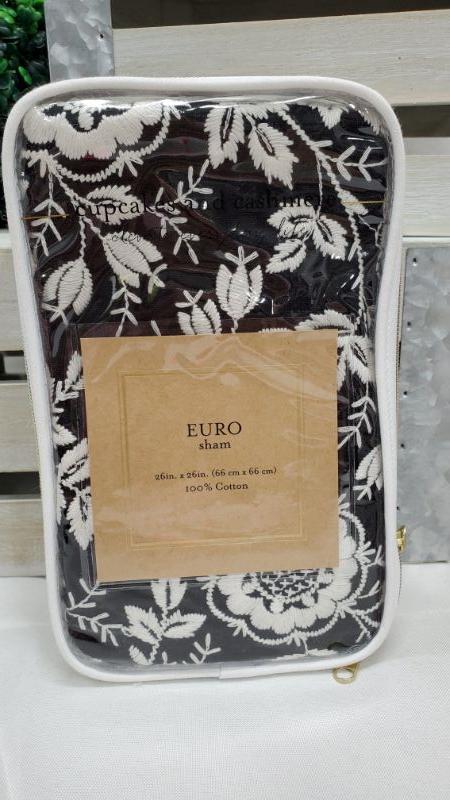 cupcakes and cashmere
EURO
sham
26in. x 26in. (66 cm x 66 cm)
100% Cotton